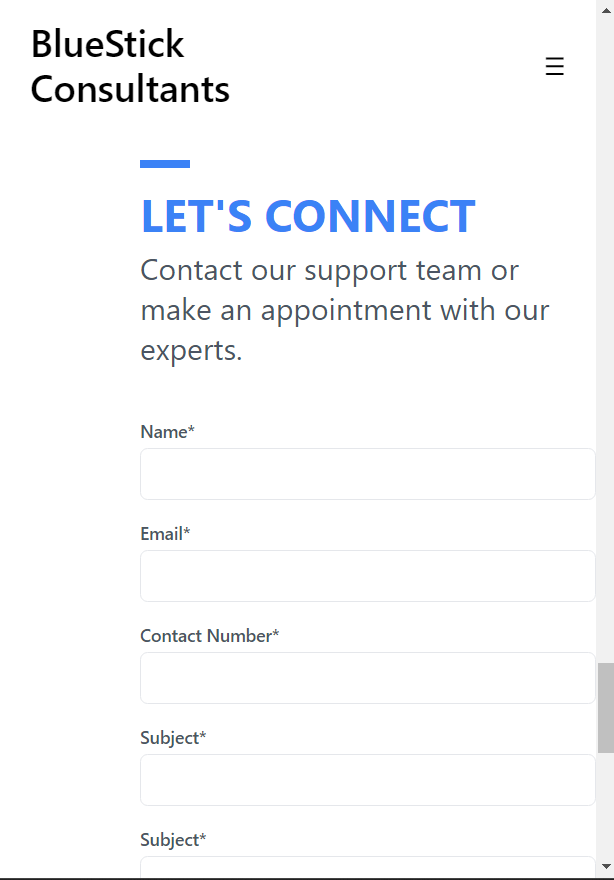 BlueStick
Consultants
LET'S CONNECT
Contact our support team or
make an appointment with our
experts.
Name*
Email*
Contact Number*
Subject*
Subject*